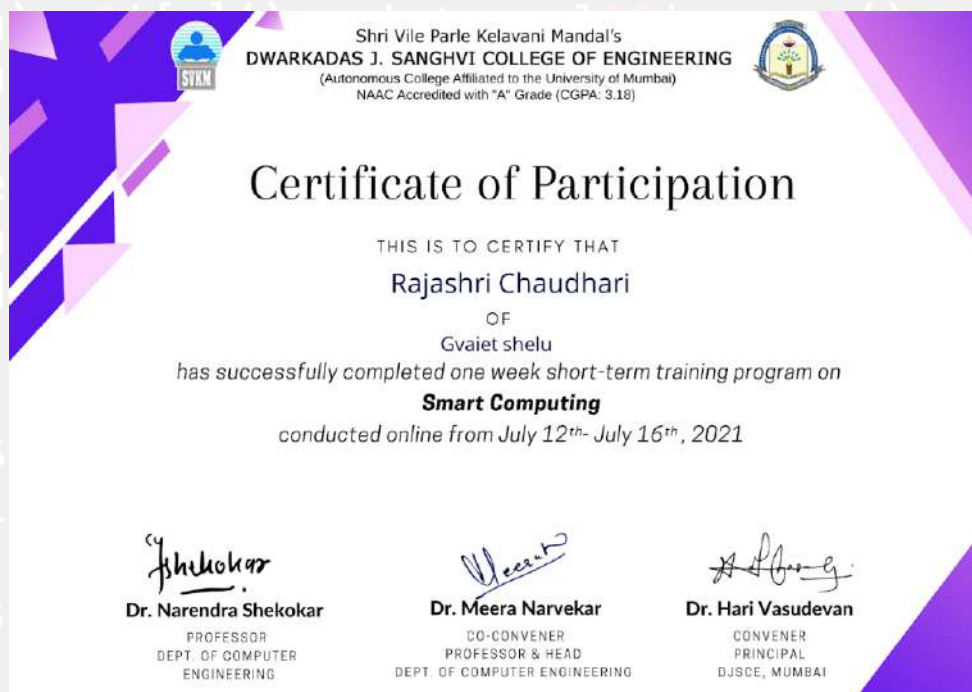 Shri Vile Parle Kelavani Mandal's
DWARKADAS J. SANGHVI COLLEGE OF ENGINEERING
(Autonomous College Affiliated to the University of Mumbai)
NAAC Accredited with "A" Grade (CGPA: 3.18)
SVKM
Certificate of Participation
THIS IS TO CERTIFY THAT
Rajashri Chaudhari
OF
Gvaiet shelu
has successfully completed one week short-term training program on
Smart Computing
conducted online from July 12th- July 16th, 2021
Dr. Narendra Shekokar
PROFESSOR
DEPT. OF COMPUTER
ENGINEERING
Dr. Meera Narvekar
CO-CONVENER
PROFESSOR & HEAD
DEPT. OF COMPUTER ENGINEERING
Dr. Hari Vasudevan
CONVENER
PRINCIPAL
DJSCE, MUMBAI